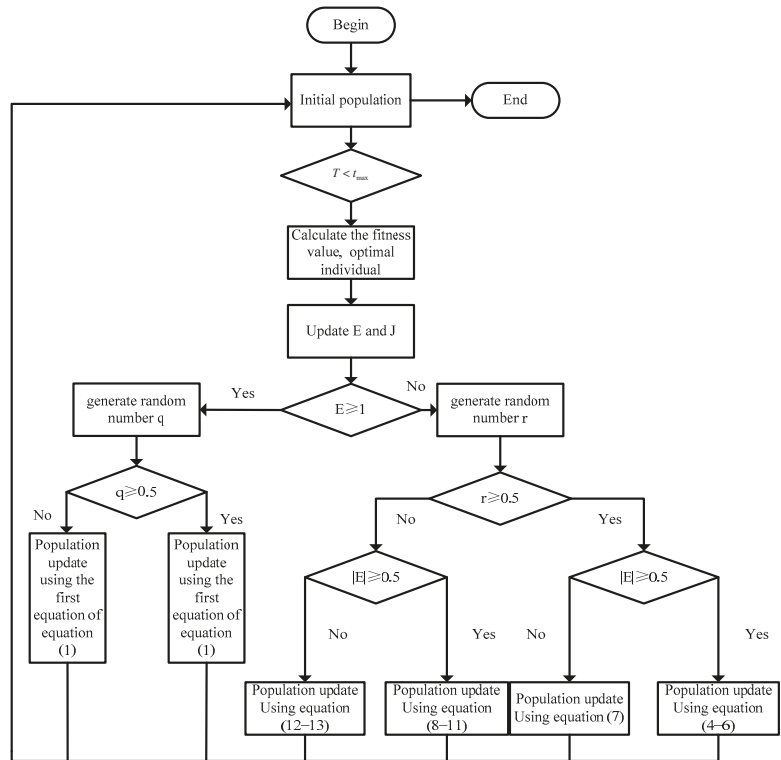 Begin
Initial population
End
T < tmax
Calculate the fitness
value, optimal
individual
Update E and J
Yes
No
generate random
number q
E≥1
generate random
number r
q≥0.5
r≥0.5
No
Yes
No
Yes
Population
update
using the
first
equation of
equation
(1)
Population
update
using the
first
equation of
equation
(1)
|E|≥0.5
|E|≥0.5
No
Yes
No
Yes
Population update
Using equation
(12–13)
Population update
Using equation
(8–11)
Population update
Using equation (7)
Population update
Using equation
(4–6)